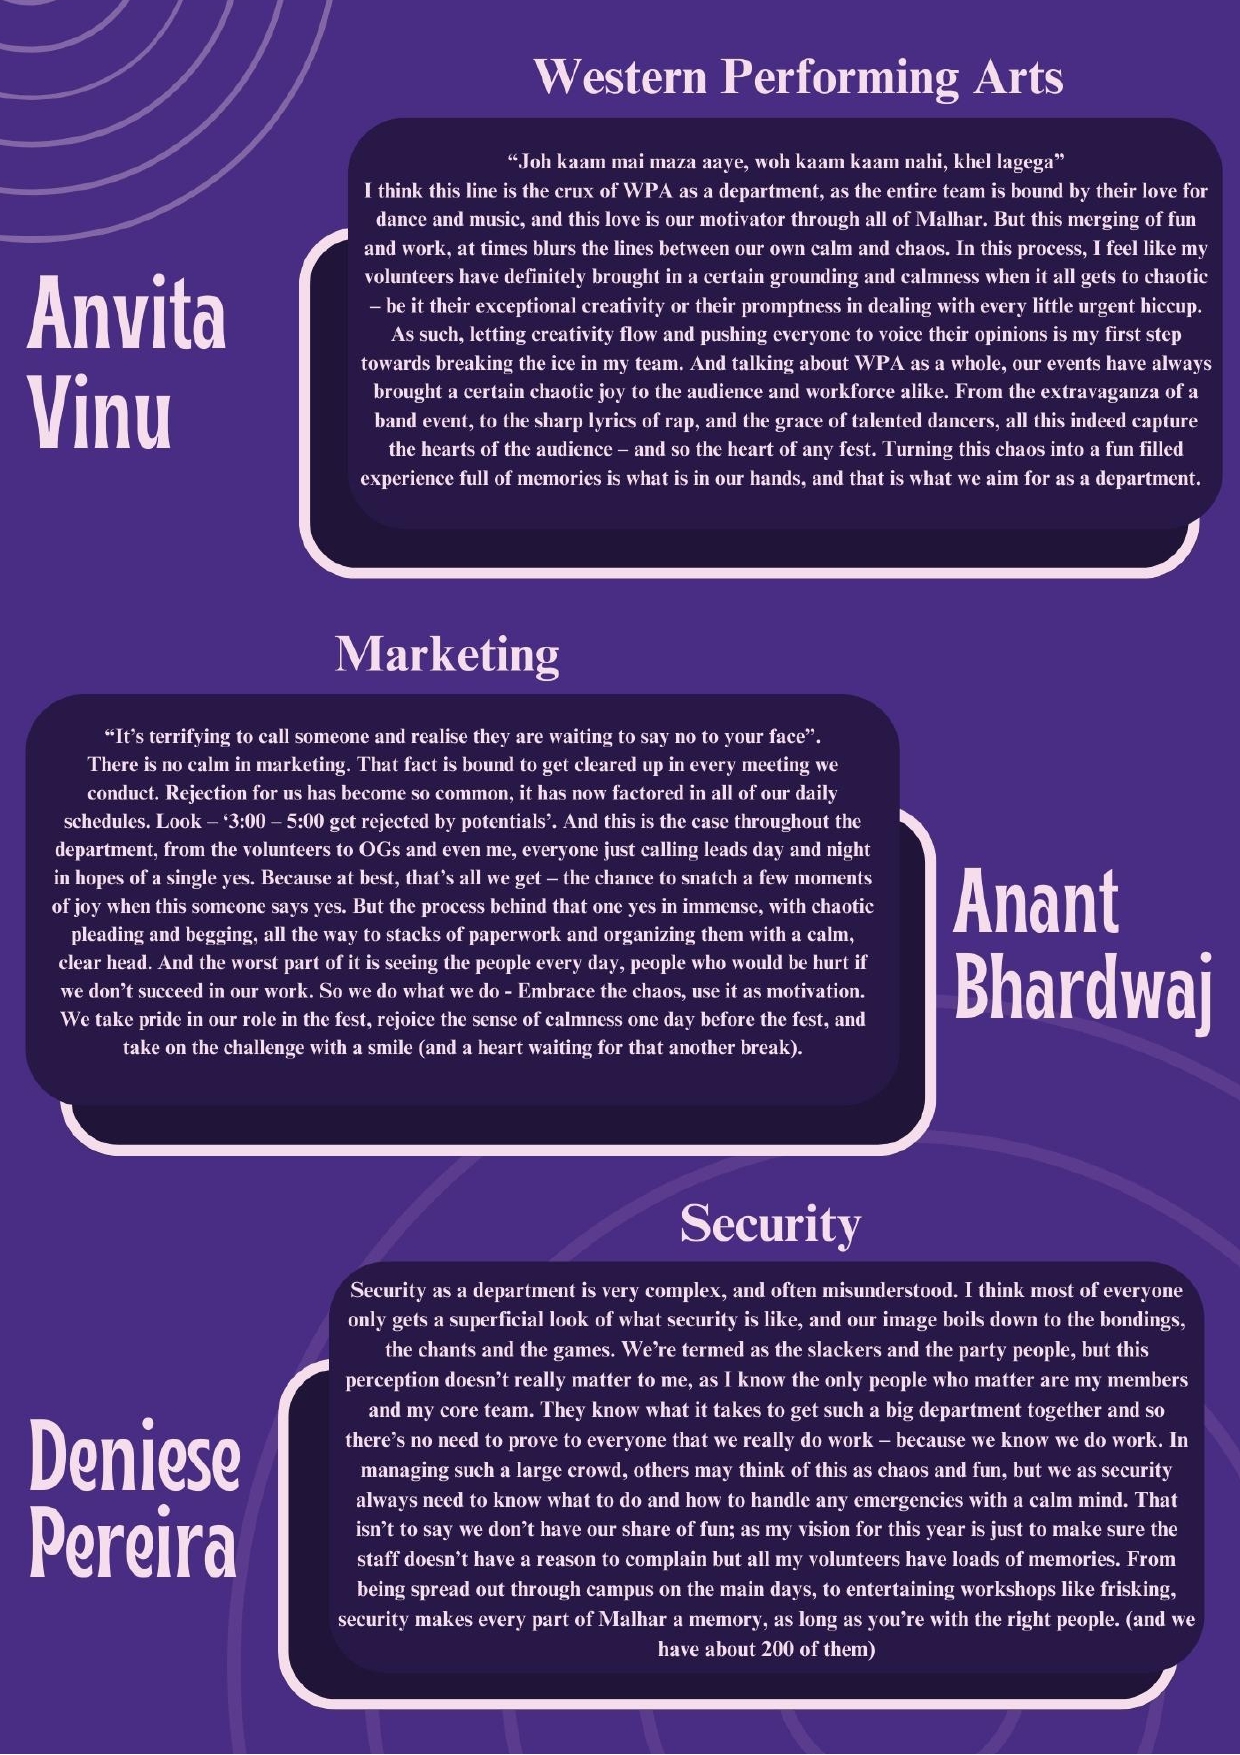 Western Performing Arts
“Joh kaam mai maza aaye, woh kaam kaam nahi, khel lagega”
I think this line is the crux of WPA as a department, as the entire team is bound by their love for
dance and music, and this love is our motivator through all of Malhar. But this merging of fun
and work, at times blurs the lines between our own calm and chaos. In this process, I feel like my
volunteers have definitely brought in a certain grounding and calmness when it all gets to chaotic
– be it their exceptional creativity or their promptness in dealing with every little urgent hiccup.
As such, letting creativity flow and pushing everyone to voice their opinions is my first step
towards breaking the ice in my team. And talking about WPA as a whole, our events have always
brought a certain chaotic joy to the audience and workforce alike. From the extravaganza of a
band event, to the sharp lyrics of rap, and the grace of talented dancers, all this indeed capture
the hearts of the audience – and so the heart of any fest. Turning this chaos into a fun filled
experience full of memories is what is in our hands, and that is what we aim for as a department.
Anvita
Vinu
Marketing
“It’s terrifying to call someone and realise they are waiting to say no to your face”.
There is no calm in marketing. That fact is bound to get cleared up in every meeting we
conduct. Rejection for us has become so common, it has now factored in all of our daily
schedules. Look – ‘3:00 – 5:00 get rejected by potentials’. And this is the case throughout the
department, from the volunteers to OGs and even me, everyone just calling leads day and night
in hopes of a single yes. Because at best, that’s all we get – the chance to snatch a few moments
of joy when this someone says yes. But the process behind that one yes in immense, with chaotic
pleading and begging, all the way to stacks of paperwork and organizing them with a calm,
clear head. And the worst part of it is seeing the people every day, people who would be hurt if
we don’t succeed in our work. So we do what we do - Embrace the chaos, use it as motivation.
We take pride in our role in the fest, rejoice the sense of calmness one day before the fest, and
take on the challenge with a smile (and a heart waiting for that another break).
Anant
Bhardwaj
Security
Security as a department is very complex, and often misunderstood. I think most of everyone
only gets a superficial look of what security is like, and our image boils down to the bondings,
the chants and the games. We’re termed as the slackers and the party people, but this
perception doesn’t really matter to me, as I know the only people who matter are my members
and my core team. They know what it takes to get such a big department together and so
there’s no need to prove to everyone that we really do work – because we know we do work. In
managing such a large crowd, others may think of this as chaos and fun, but we as security
always need to know what to do and how to handle any emergencies with a calm mind. That
isn’t to say we don’t have our share of fun; as my vision for this year is just to make sure the
staff doesn’t have a reason to complain but all my volunteers have loads of memories. From
being spread out through campus on the main days, to entertaining workshops like frisking,
security makes every part of Malhar a memory, as long as you’re with the right people. (and we
have about 200 of them)
Deniese
Pereira